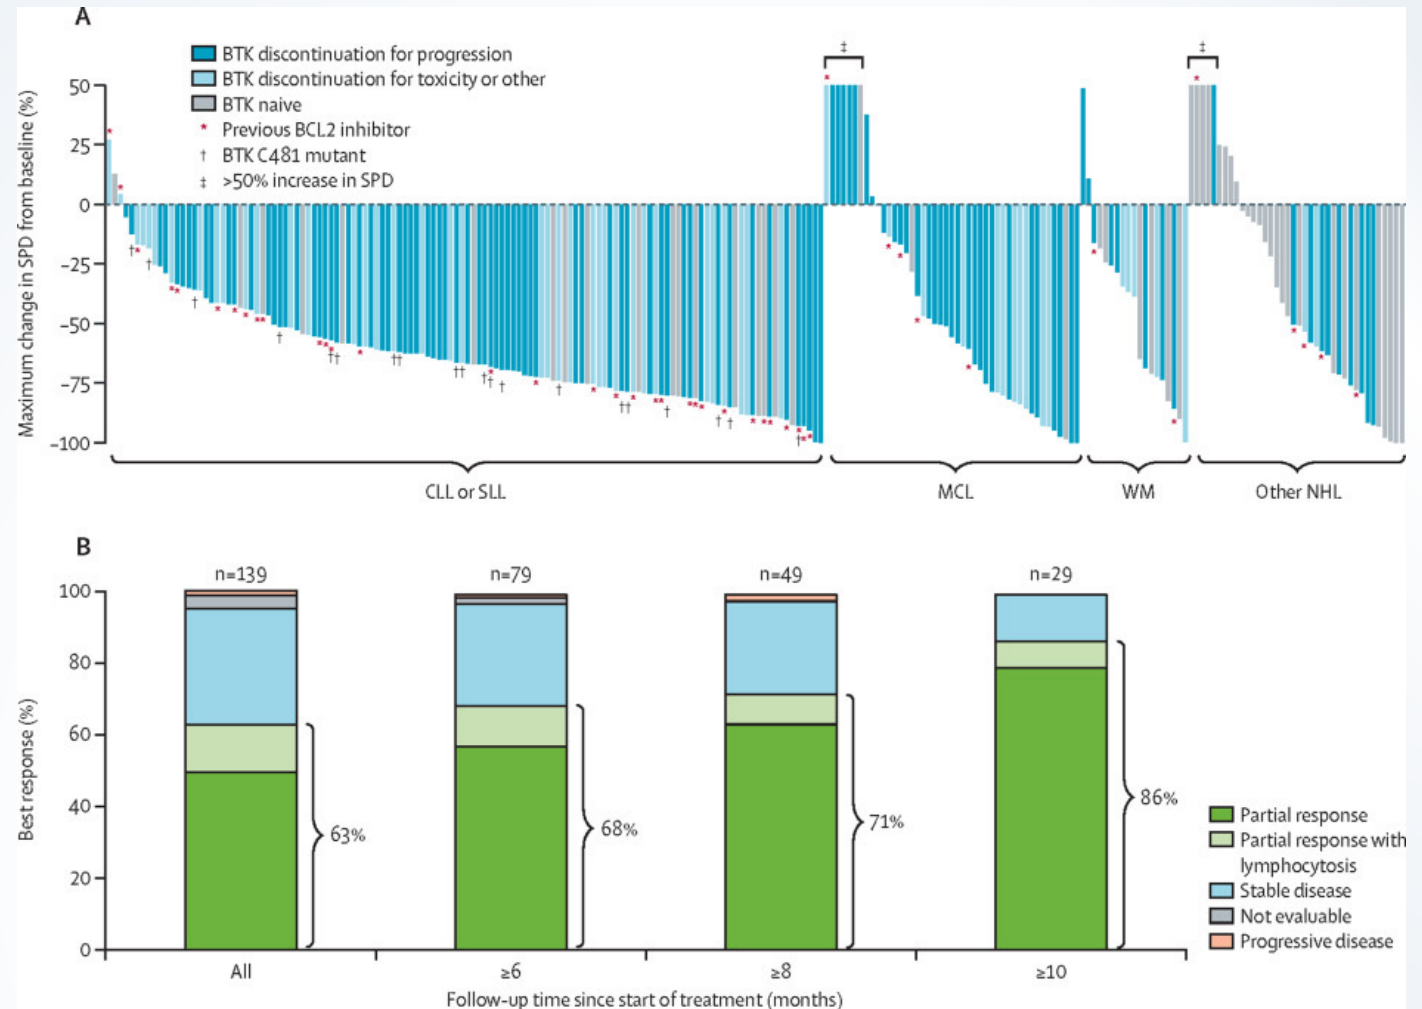 A
BTK discontinuation for progression
BTK discontinuation for toxicity or other
BTK naive
* Previous BCL2 inhibitor
† BTK C481 mutant
‡ >50% increase in SPD
‡
‡
Maximum change in SPD from baseline (%)
50
25
0
−25
−50
−75
−100
CLL or SLL
MCL
WM
Other NHL
B
n=139
n=79
n=49
n=29
Best response (%)
100
80
60
40
20
0
63%
68%
71%
86%
Partial response
Partial response with
lymphocytosis
Stable disease
Not evaluable
Progressive disease
All
≥6
≥8
≥10
Follow-up time since start of treatment (months)